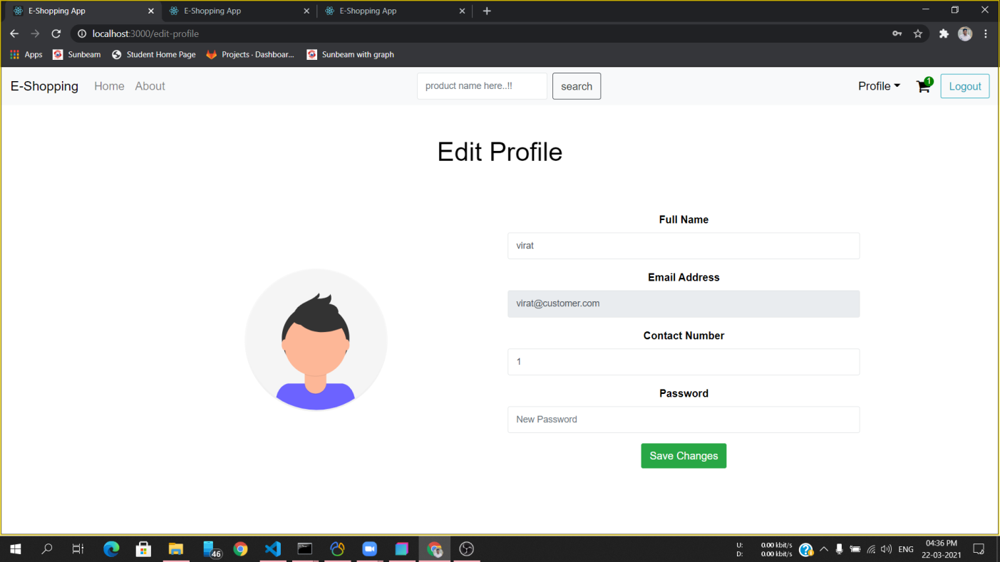 E-Shopping App
E-Shopping App
E-Shopping App
localhost:3000/edit-profile
Apps
Sunbeam
Student Home Page
Projects · Dashboar...
Sunbeam with graph
E-Shopping
Home
About
product name here..!!
search
Profile
1
Logout
Edit Profile
Full Name
virat
Email Address
virat@customer.com
Contact Number
1
Password
New Password
Save Changes
46
U: 0.00 kbit/s
D: 0.00 kbit/s
ENG
04:36 PM
22-03-2021